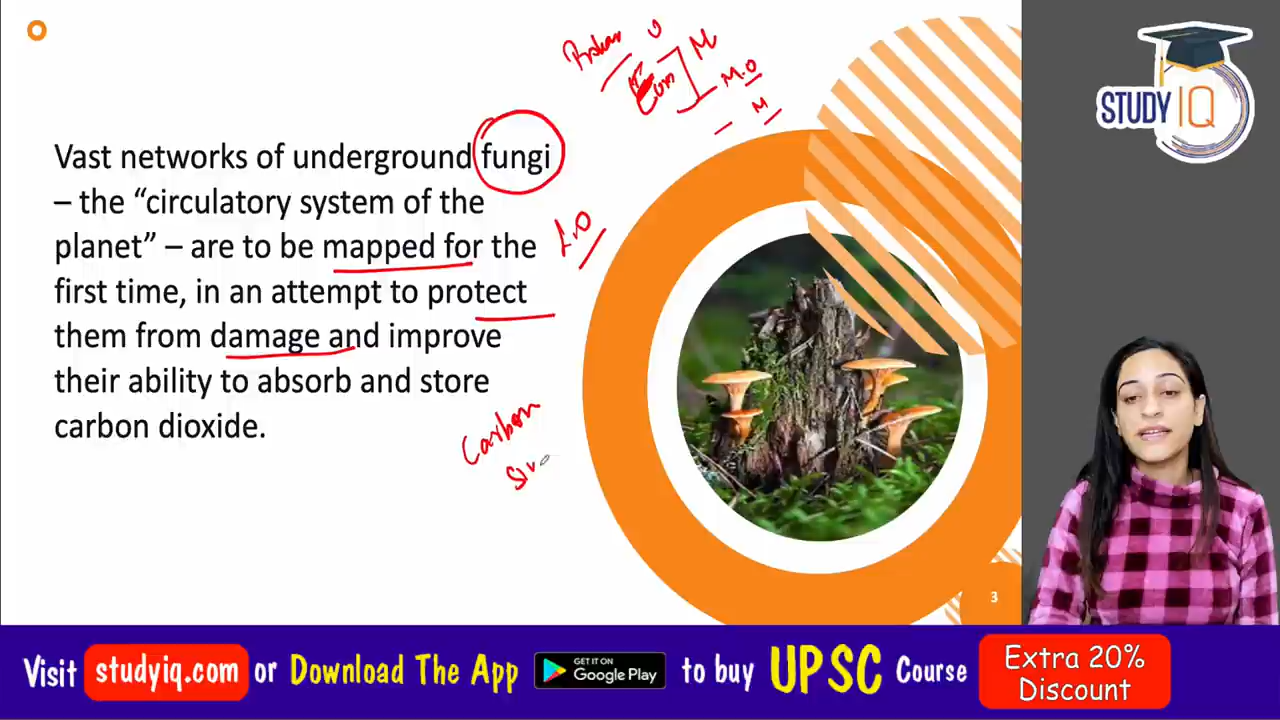 STUDY IQ
Vast networks of underground fungi
– the “circulatory system of the
planet” – are to be mapped for the
first time, in an attempt to protect
them from damage and improve
their ability to absorb and store
carbon dioxide.
M
M.O
M
Carbon
3
Visit studyiq.com or Download The App GET IT ON Google Play to buy UPSC Course
Extra 20%
Discount